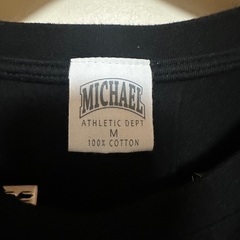 MICHAEL
ATHLETIC DEPT
M
100% COTTON